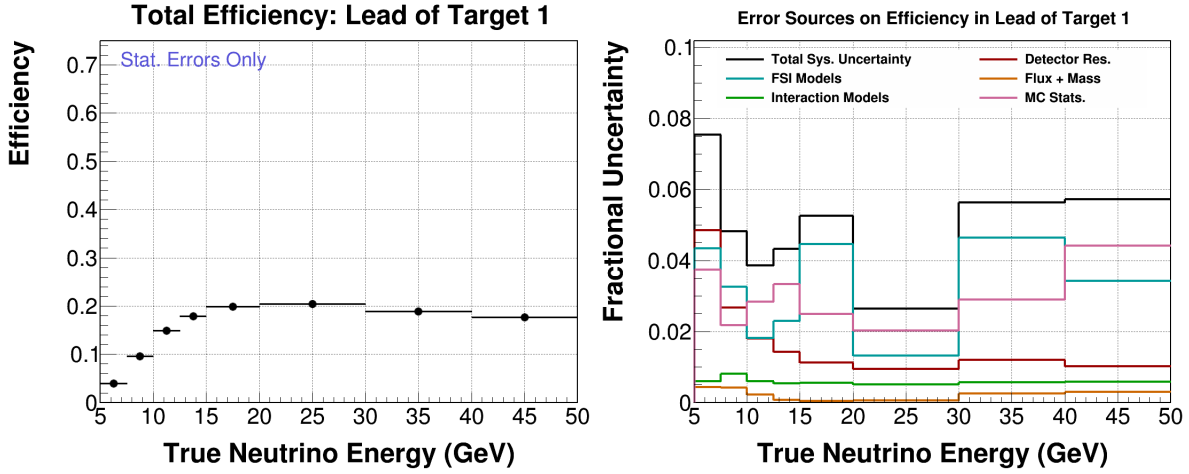 Total Efficiency: Lead of Target 1
Stat. Errors Only
Efficiency
0.7
0.6
0.5
0.4
0.3
0.2
0.1
0
5 10 15 20 25 30 35 40 45 50
True Neutrino Energy (GeV)
Error Sources on Efficiency in Lead of Target 1
Total Sys. Uncertainty
Detector Res.
FSI Models
Flux + Mass
Interaction Models
MC Stats.
Fractional Uncertainty
0.1
0.08
0.06
0.04
0.02
0
5 10 15 20 25 30 35 40 45 50
True Neutrino Energy (GeV)